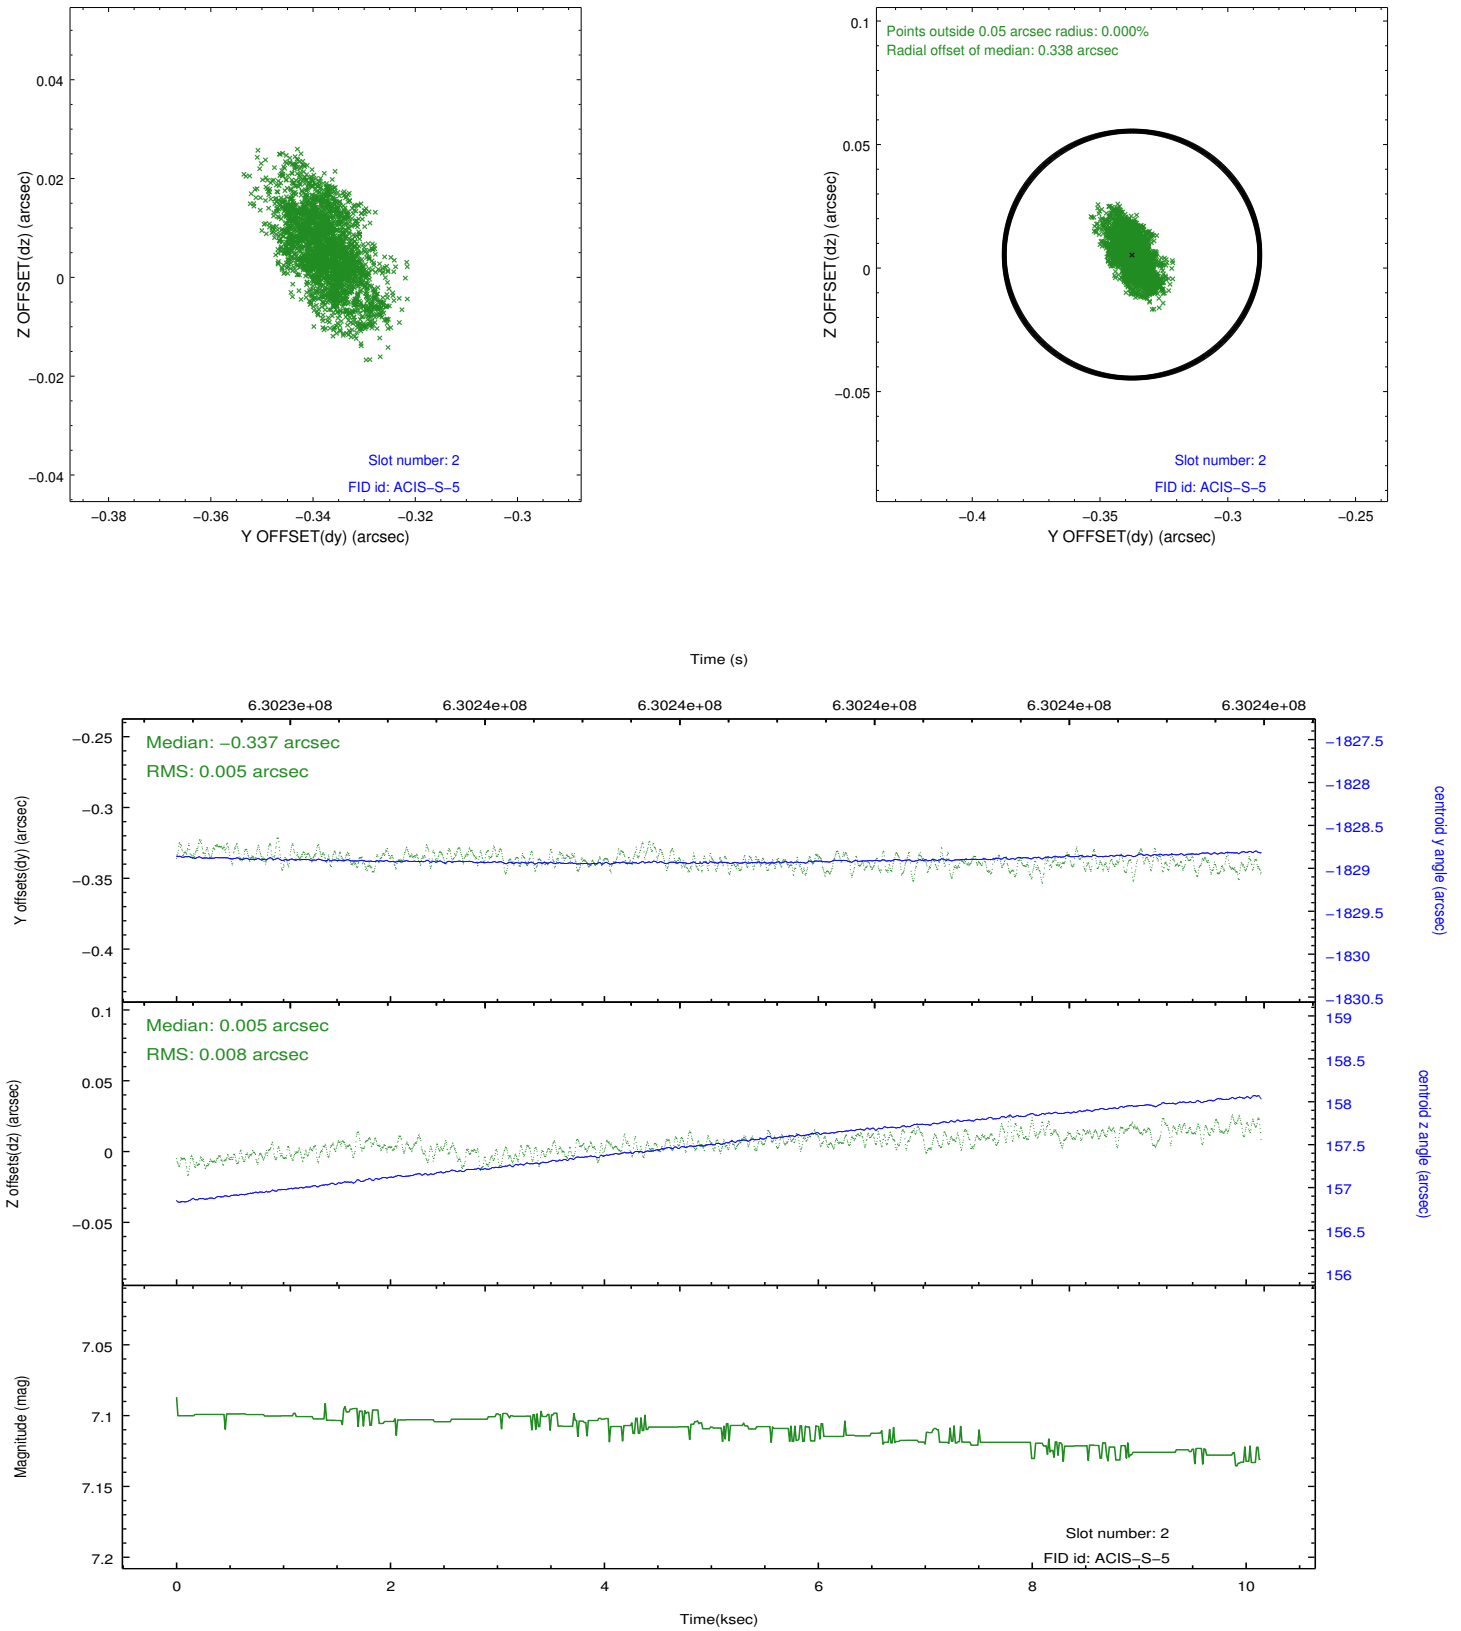 0.04
0.02
0
−0.02
−0.04
Z OFFSET(dz) (arcsec)
Slot number: 2
FID id: ACIS−S−5
−0.38
−0.36
−0.34
−0.32
−0.3
Y OFFSET(dy) (arcsec)
Points outside 0.05 arcsec radius: 0.000%
Radial offset of median: 0.338 arcsec
0.1
0.05
0
−0.05
Z OFFSET(dz) (arcsec)
Slot number: 2
FID id: ACIS−S−5
−0.4
−0.35
−0.3
−0.25
Y OFFSET(dy) (arcsec)
Time (s)
6.3023e+08
6.3024e+08
6.3024e+08
6.3024e+08
6.3024e+08
6.3024e+08
Median: −0.337 arcsec
RMS: 0.005 arcsec
−0.25
−0.3
−0.35
−0.4
Y offsets(dy) (arcsec)
−1827.5
−1828
−1828.5
−1829
−1829.5
−1830
−1830.5
centroid y angle (arcsec)
Median: 0.005 arcsec
RMS: 0.008 arcsec
0.1
0.05
0
−0.05
Z offsets(dz) (arcsec)
159
158.5
158
157.5
157
156.5
156
centroid z angle (arcsec)
7.05
7.1
7.15
7.2
Magnitude (mag)
Slot number: 2
FID id: ACIS−S−5
0
2
4
6
8
10
Time(ksec)